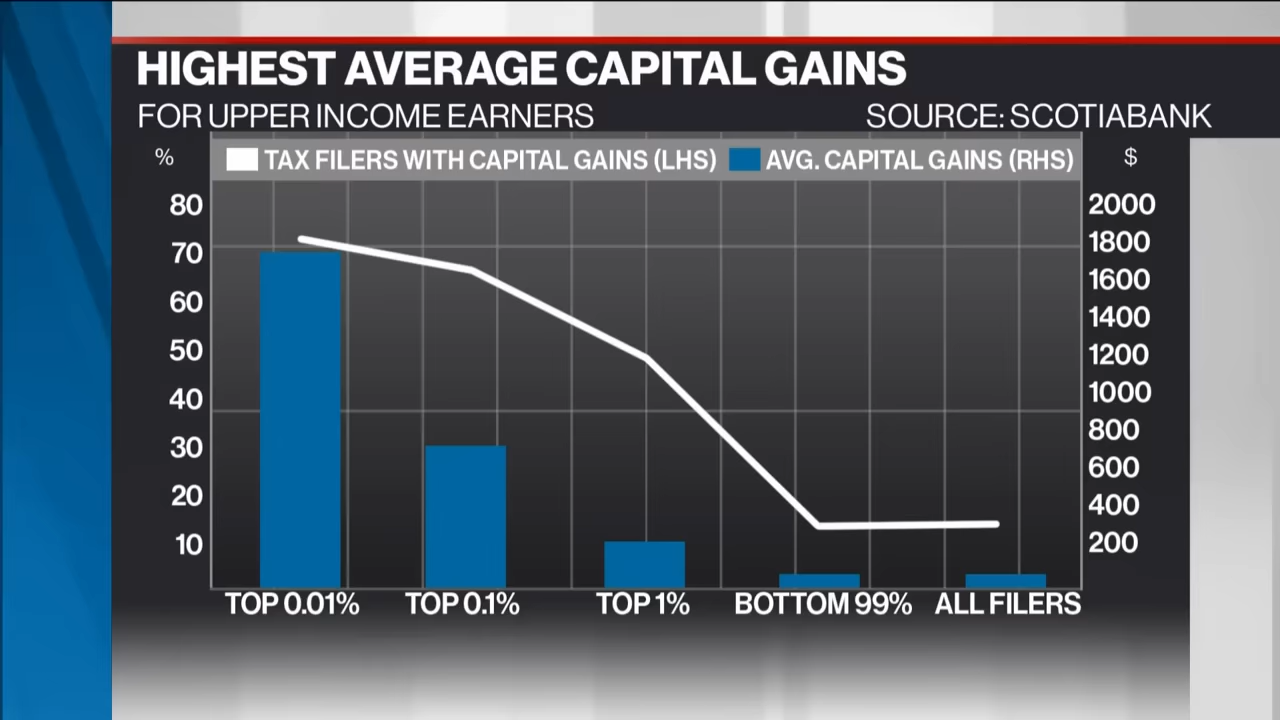 HIGHEST AVERAGE CAPITAL GAINS
FOR UPPER INCOME EARNERS
SOURCE: SCOTIABANK
%
TAX FILERS WITH CAPITAL GAINS (LHS)
AVG. CAPITAL GAINS (RHS)
$
80
70
60
50
40
30
20
10
2000
1800
1600
1400
1200
1000
800
600
400
200
TOP 0.01%
TOP 0.1%
TOP 1%
BOTTOM 99%
ALL FILERS